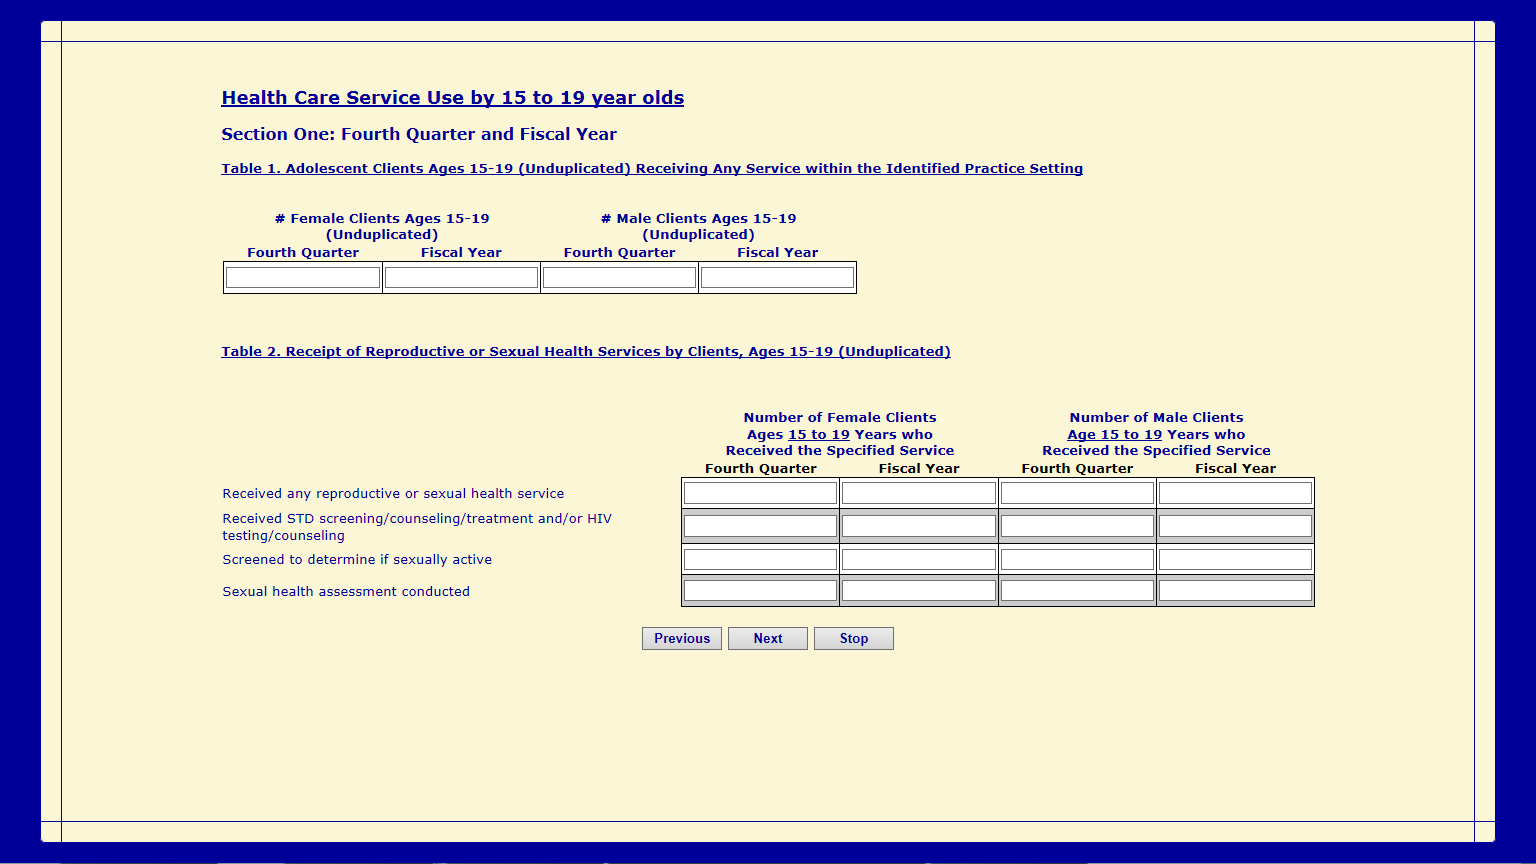 Health Care Service Use by 15 to 19 year olds
Section One: Fourth Quarter and Fiscal Year
Table 1. Adolescent Clients Ages 15-19 (Unduplicated) Receiving Any Service within the Identified Practice Setting
# Female Clients Ages 15-19 # Male Clients Ages 15-19
(Unduplicated) (Unduplicated)
Fourth Quarter Fiscal Year Fourth Quarter Fiscal Year
Table 2. Receipt of Reproductive or Sexual Health Services by Clients, Ages 15-19 (Unduplicated)
Number of Female Clients Number of Male Clients
Ages 15 to 19 Years who Age 15 to 19 Years who
Received the Specified Service Received the Specified Service
Fourth Quarter Fiscal Year Fourth Quarter Fiscal Year
Received any reproductive or sexual health service
Received STD screening/counseling/treatment and/or HIV
testing/counseling
Screened to determine if sexually active
Sexual health assessment conducted
Previous Next Stop